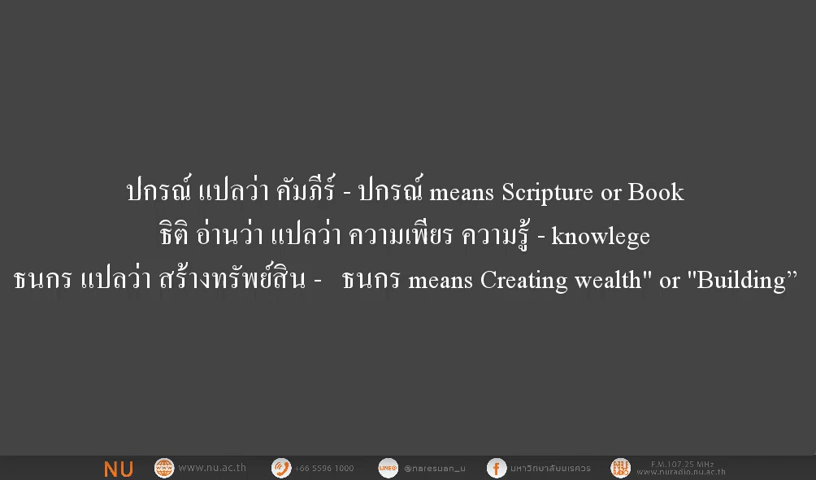 ปกรณ์ แปลว่า คัมภีร์ - ปกรณ์ means Scripture or Book
ธิติ อ่านว่า แปลว่า ความเพียร ความรู้ - knowlege
ธนกร แปลว่า สร้างทรัพย์สิน - ธนกร means Creating wealth" or "Building”
NU www.nu.ac.th +66 5596 1000 @naresuan_u มหาวิทยาลัยนเรศวร F.M.107.25 MHz
www.nuradio.nu.ac.th